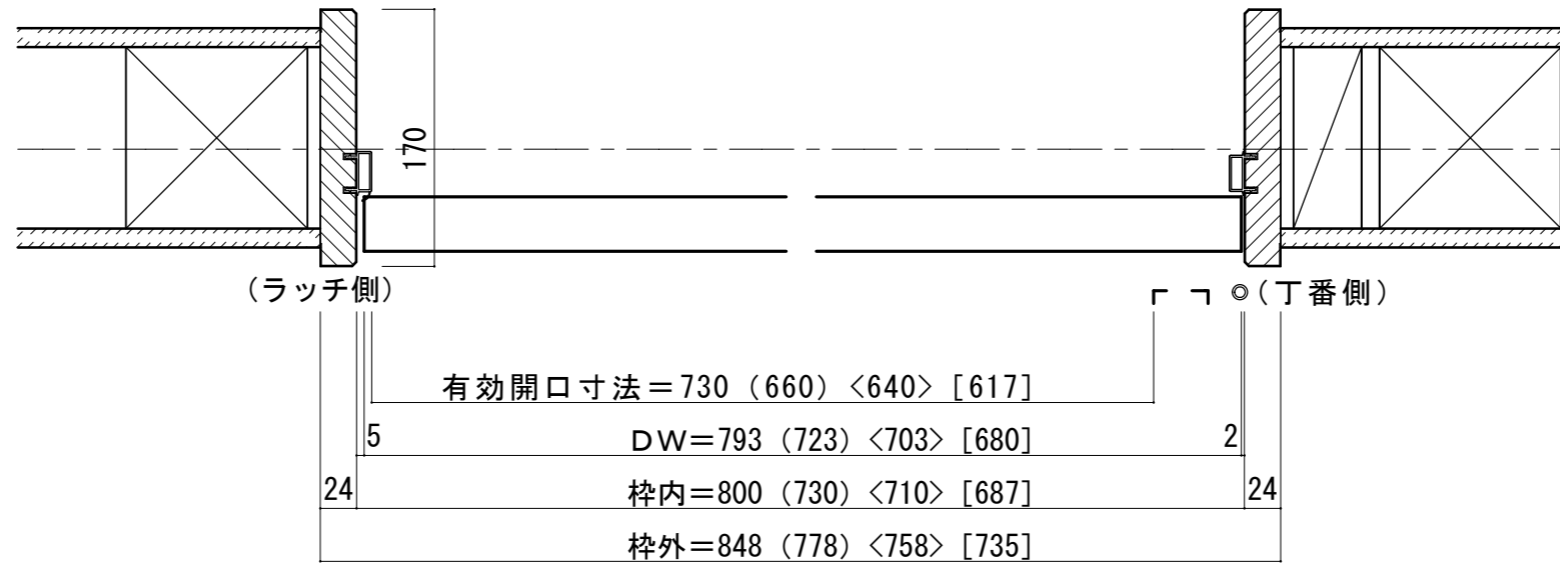 170
(ラッチ側)
(丁番側)
有効開口寸法=730 (660) <640> [617]
5
DW=793 (723) <703> [680]
2
24
枠内=800 (730) <710> [687]
24
枠外=848 (778) <758> [735]